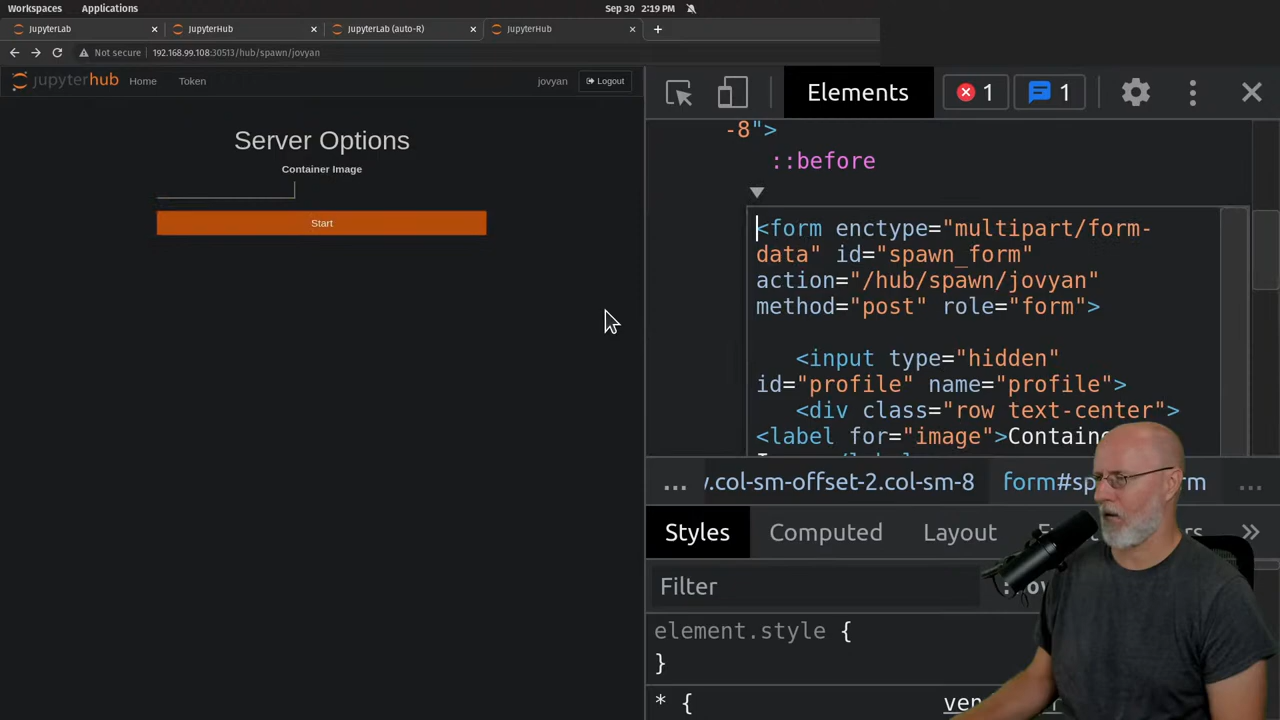 Workspaces Applications Sep 30 2:19 PM
JupyterLab JupyterHub JupyterLab (auto-R) JupyterHub
Not secure 192.168.99.108:30513/hub/spawn/jovyan
jupyterhub Home Token jovyan Logout
Server Options
Container Image
Start
Elements 1 1
-8">
::before
<form enctype="multipart/form-
data" id="spawn_form"
action="/hub/spawn/jovyan"
method="post" role="form">
<input type="hidden"
id="profile" name="profile">
<div class="row text-center">
<label for="image">Container
... v.col-sm-offset-2.col-sm-8 form#sp rm ...
Styles Computed Layout
Filter
element.style {
}
* {